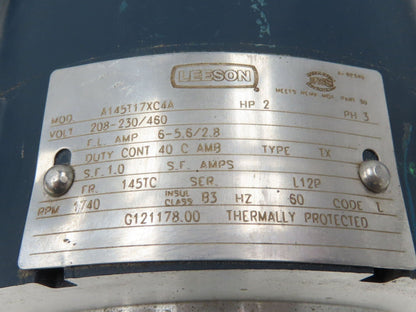 LEESON
MEETS NEMA MG1, PART 30
MOD. A145T17XC4A HP 2
VOLT 208-230/460 PH 3
F.L. AMP 6-5.6/2.8
DUTY CONT 40 C AMB TYPE TX
S.F. 1.0 S.F. AMPS
FR. 145TC SER. L12P
RPM 1740 INSUL CLASS B3 HZ 60 CODE L
G121178.00 THERMALLY PROTECTED